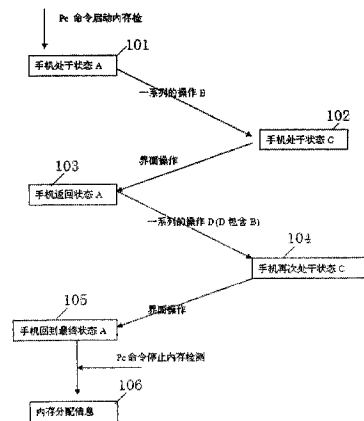 Pc 命令启动内存检
101
手机处于状态 A
一系列的操作 B
102
手机处于状态 C
103
界面操作
手机返回状态 A
一系列的操作 D(D 包含 B)
104
手机再次处于状态 C
105
界面操作
手机回到最终状态 A
Pc 命令停止内存检测
106
内存分配信息